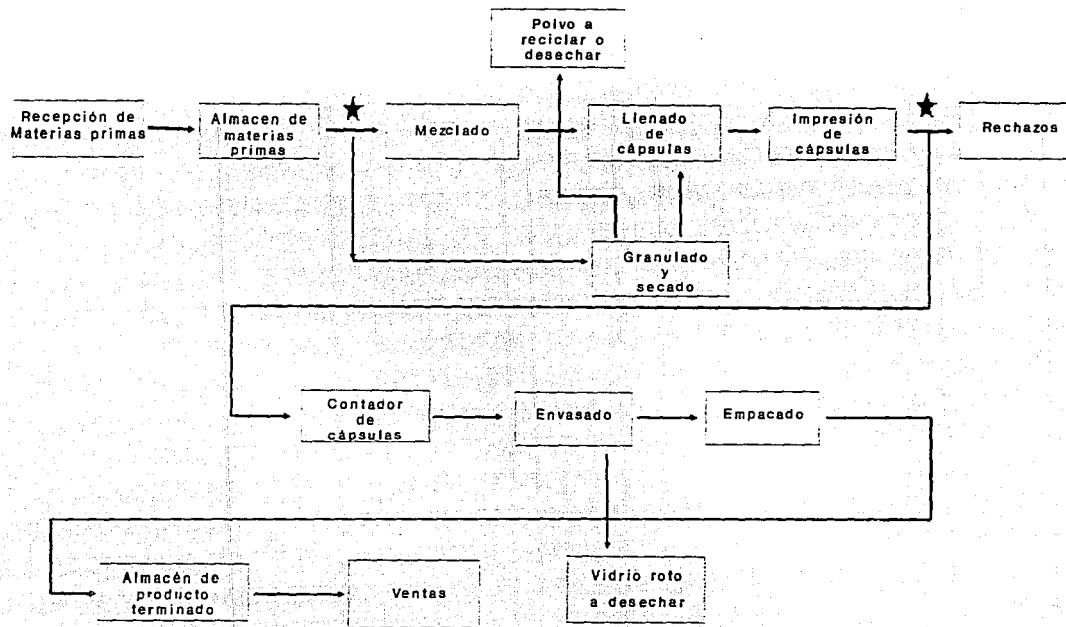 Polvo a
reciclar o
desechar
Recepción de
Materias primas
Almacén de
materias
primas
Mezclado
Llenado
de
cápsulas
Impresión
de
cápsulas
Rechazos
Granulado
y
secado
Contador
de
cápsulas
Envasado
Empacado
Almacén de
producto
terminado
Ventas
Vidrio roto
a desechar